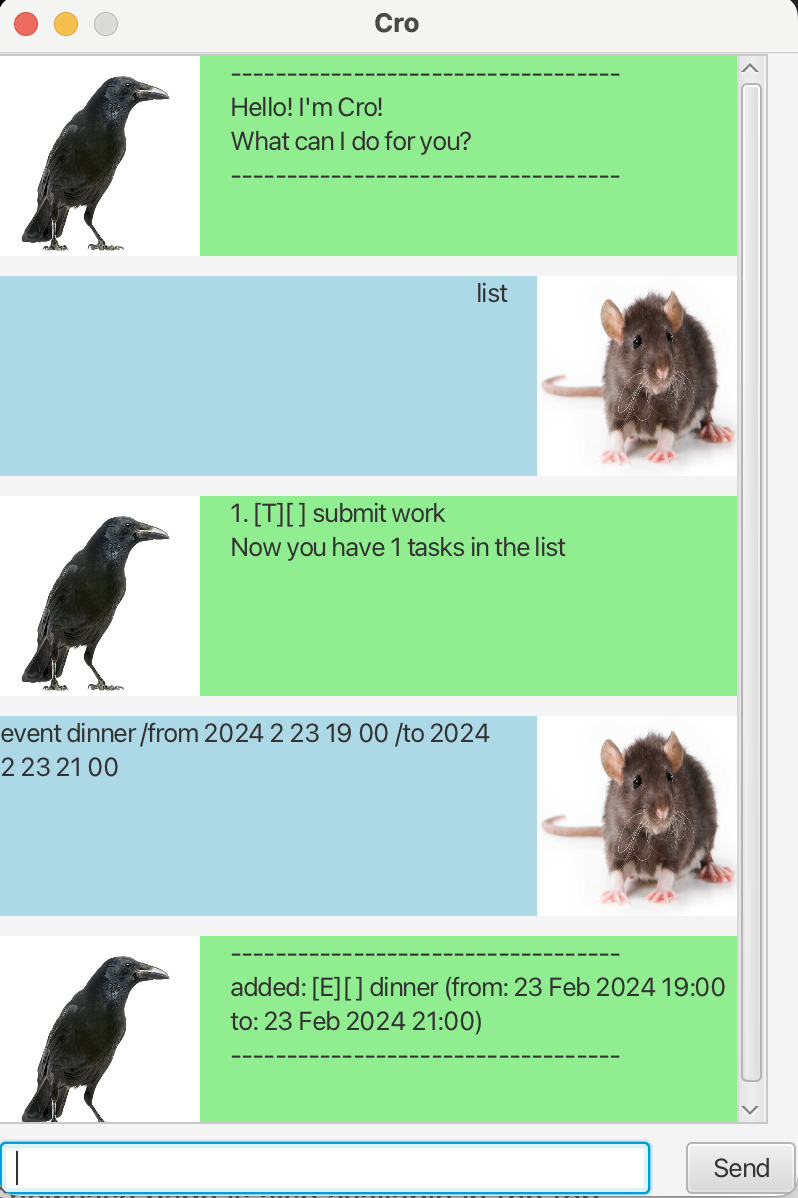 Cro
-----------------------------------
Hello! I'm Cro!
What can I do for you?
-----------------------------------
list
1. [T][ ] submit work
Now you have 1 tasks in the list
event dinner /from 2024 2 23 19 00 /to 2024
2 23 21 00
-----------------------------------
added: [E][ ] dinner (from: 23 Feb 2024 19:00
to: 23 Feb 2024 21:00)
-----------------------------------
Send